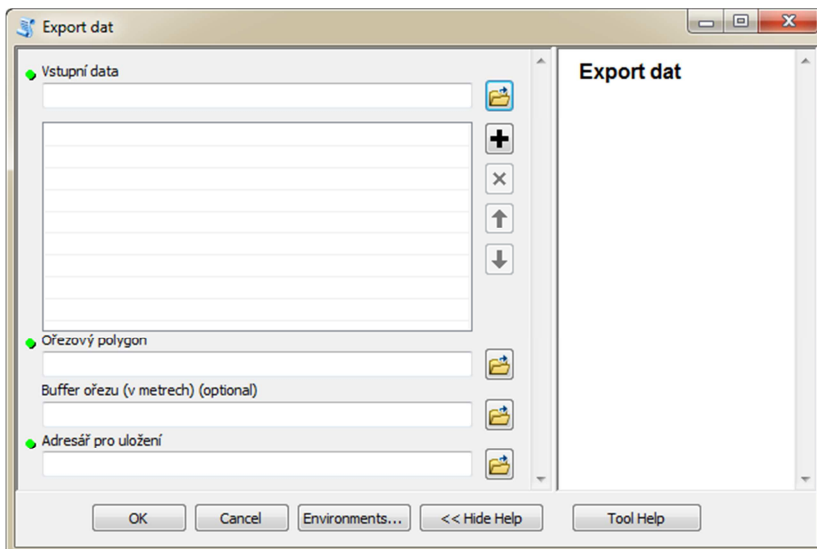 Export dat
Vstupní data
Export dat
Ořezový polygon
Buffer ořezu (v metrech) (optional)
Adresář pro uložení
OK
Cancel
Environments...
<< Hide Help
Tool Help